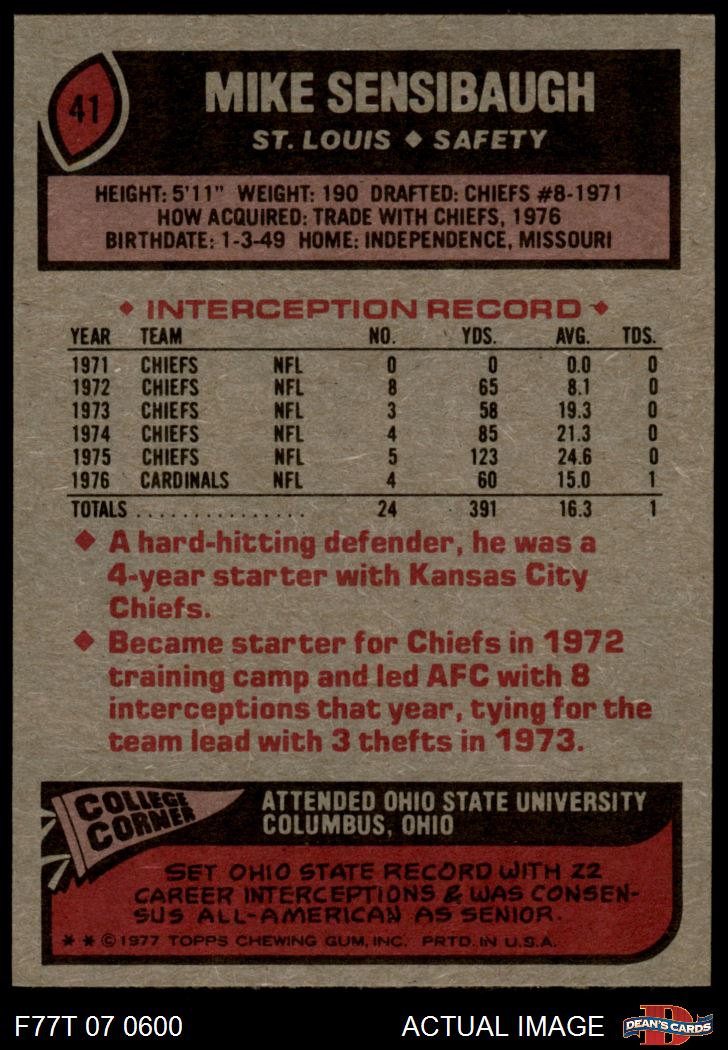 41
MIKE SENSIBAUGH
ST. LOUIS ◆ SAFETY
HEIGHT: 5'11" WEIGHT: 190 DRAFTED: CHIEFS #8-1971
HOW ACQUIRED: TRADE WITH CHIEFS, 1976
BIRTHDATE: 1-3-49 HOME: INDEPENDENCE, MISSOURI
◆ INTERCEPTION RECORD ◆
YEAR TEAM NO. YDS. AVG. TDS.
1971 CHIEFS NFL 0 0 0.0 0
1972 CHIEFS NFL 8 65 8.1 0
1973 CHIEFS NFL 3 58 19.3 0
1974 CHIEFS NFL 4 85 21.3 0
1975 CHIEFS NFL 5 123 24.6 0
1976 CARDINALS NFL 4 60 15.0 1
TOTALS . . . . . . . . . . . . . . . 24 391 16.3 1
◆ A hard-hitting defender, he was a
4-year starter with Kansas City
Chiefs.
◆ Became starter for Chiefs in 1972
training camp and led AFC with 8
interceptions that year, tying for the
team lead with 3 thefts in 1973.
COLLEGE
CORNER
ATTENDED OHIO STATE UNIVERSITY
COLUMBUS, OHIO
SET OHIO STATE RECORD WITH 22
CAREER INTERCEPTIONS & WAS CONSEN-
SUS ALL-AMERICAN AS SENIOR.
* * © 1977 TOPPS CHEWING GUM, INC. PRTD. IN U.S.A.
F77T 07 0600 ACTUAL IMAGE
D
DEAN'S CARDS